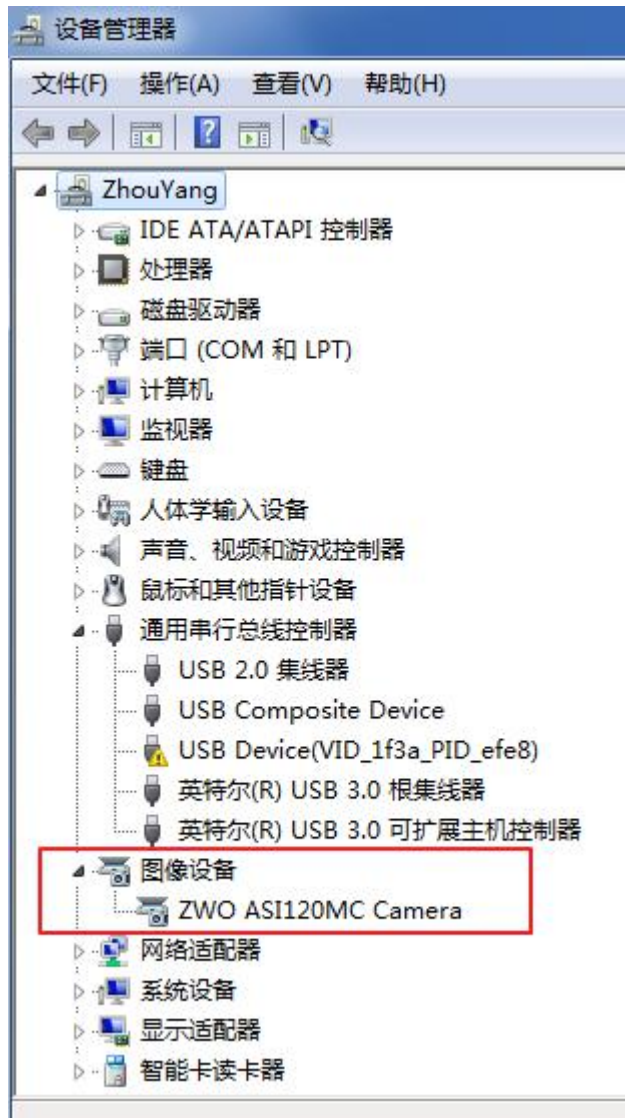 设备管理器
文件(F) 操作(A) 查看(V) 帮助(H)
ZhouYang
IDE ATA/ATAPI 控制器
处理器
磁盘驱动器
端口 (COM 和 LPT)
计算机
监视器
键盘
人体学输入设备
声音、视频和游戏控制器
鼠标和其他指针设备
通用串行总线控制器
USB 2.0 集线器
USB Composite Device
USB Device(VID_1f3a_PID_efe8)
英特尔(R) USB 3.0 根集线器
英特尔(R) USB 3.0 可扩展主机控制器
图像设备
ZWO ASI120MC Camera
网络适配器
系统设备
显示适配器
智能卡读卡器